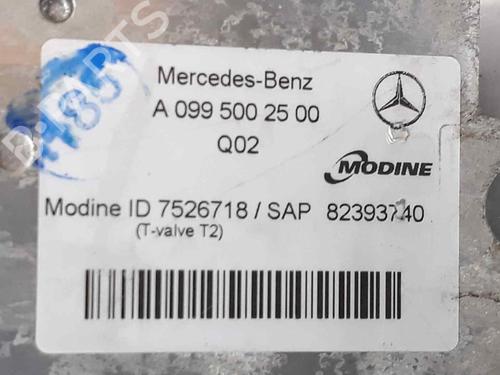 Mercedes-Benz
A 099 500 25 00
Q02
MODINE
Modine ID 7526718 / SAP 82393740
(T-valve T2)